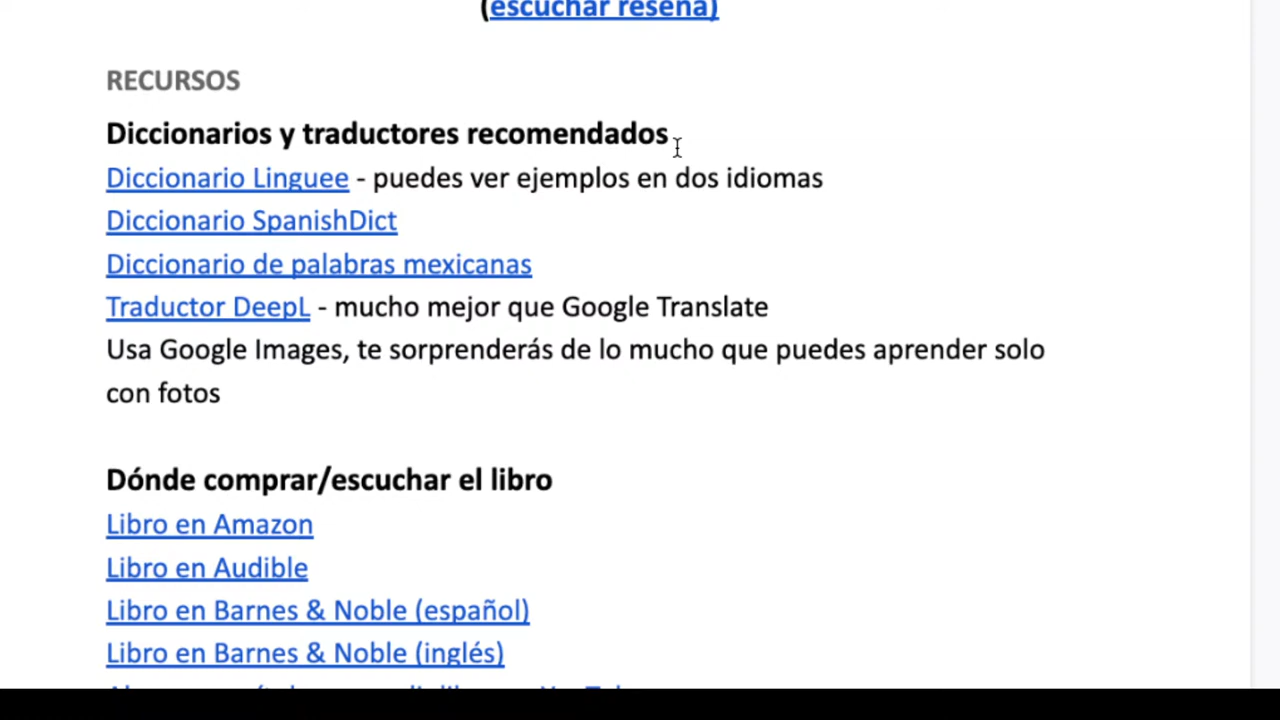 (escuchar reseña)
RECURSOS
Diccionarios y traductores recomendados
Diccionario Linguee - puedes ver ejemplos en dos idiomas
Diccionario SpanishDict
Diccionario de palabras mexicanas
Traductor DeepL - mucho mejor que Google Translate
Usa Google Images, te sorprenderás de lo mucho que puedes aprender solo
con fotos
Dónde comprar/escuchar el libro
Libro en Amazon
Libro en Audible
Libro en Barnes & Noble (español)
Libro en Barnes & Noble (inglés)